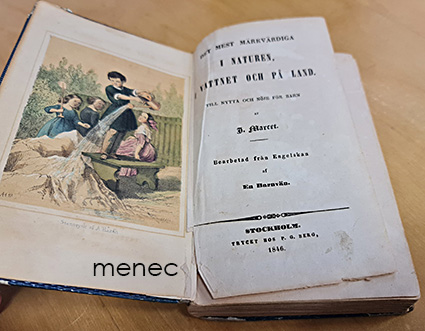 DET MEST MÄRKVÄRDIGA
I NATUREN,
I VATTNET OCH PÅ LAND.
TILL NYTTA OCH NÖJE FÖR BARN
AF
D. Marcet.
Bearbetad från Engelskan
af
En Barnvän.
STOCKHOLM.
TRYCKT HOS P. G. BERG,
1846.
menec